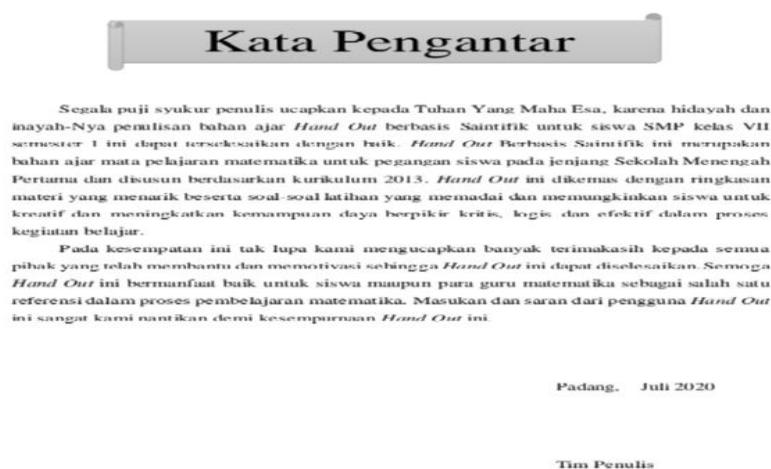 Kata Pengantar
Segala puji syukur penulis ucapkan kepada Tuhan Yang Maha Esa, karena hidayah dan
inayah-Nya penulisan bahan ajar Hand Out berbasis Saintifik untuk siswa SMP kelas VII
semester 1 ini dapat terselesaikan dengan baik. Hand Out Berbasis Saintifik ini merupakan
bahan ajar mata pelajaran matematika untuk pegangan siswa pada jenjang Sekolah Menengah
Pertama dan disusun berdasarkan kurikulum 2013. Hand Out ini dikemas dengan ringkasan
materi yang menarik beserta soal-soal latihan yang memadai dan memungkinkan siswa untuk
kreatif dan meningkatkan kemampuan daya berpikir kritis, logis dan efektif dalam proses
kegiatan belajar.
Pada kesempatan ini tak lupa kami mengucapkan banyak terimakasih kepada semua
pihak yang telah membantu dan memotivasi sehingga Hand Out ini dapat diselesaikan. Semoga
Hand Out ini bermanfaat baik untuk siswa maupun para guru matematika sebagai salah satu
referensi dalam proses pembelajaran matematika. Masukan dan saran dari pengguna Hand Out
ini sangat kami nantikan demi kesempurnaan Hand Out ini.
Padang, Juli 2020
Tim Penulis